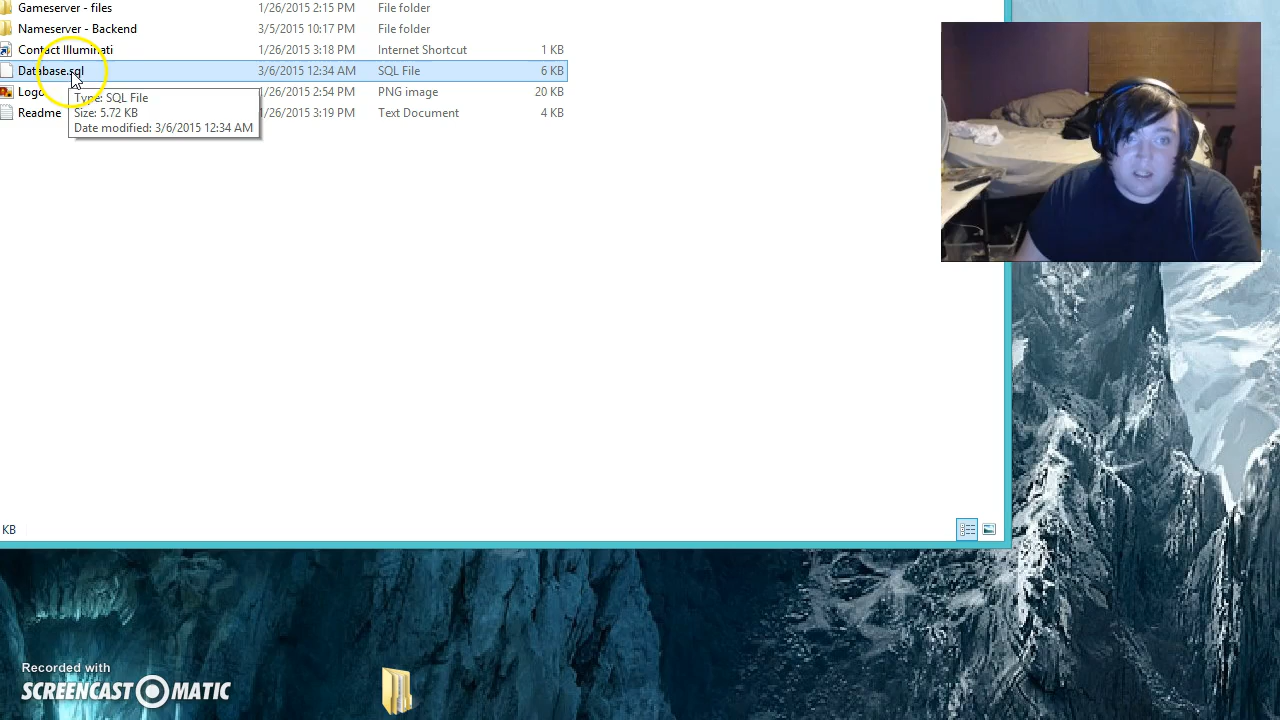 Gameserver - files 1/26/2015 2:15 PM File folder
Nameserver - Backend 3/5/2015 10:17 PM File folder
Contact Illuminati 1/26/2015 3:18 PM Internet Shortcut 1 KB
Database.sql 3/6/2015 12:34 AM SQL File 6 KB
Logo 1/26/2015 2:54 PM PNG image 20 KB
Type: SQL File
Readme 1/26/2015 3:19 PM Text Document 4 KB
Size: 5.72 KB
Date modified: 3/6/2015 12:34 AM
KB
Recorded with
SCREENCAST MATIC